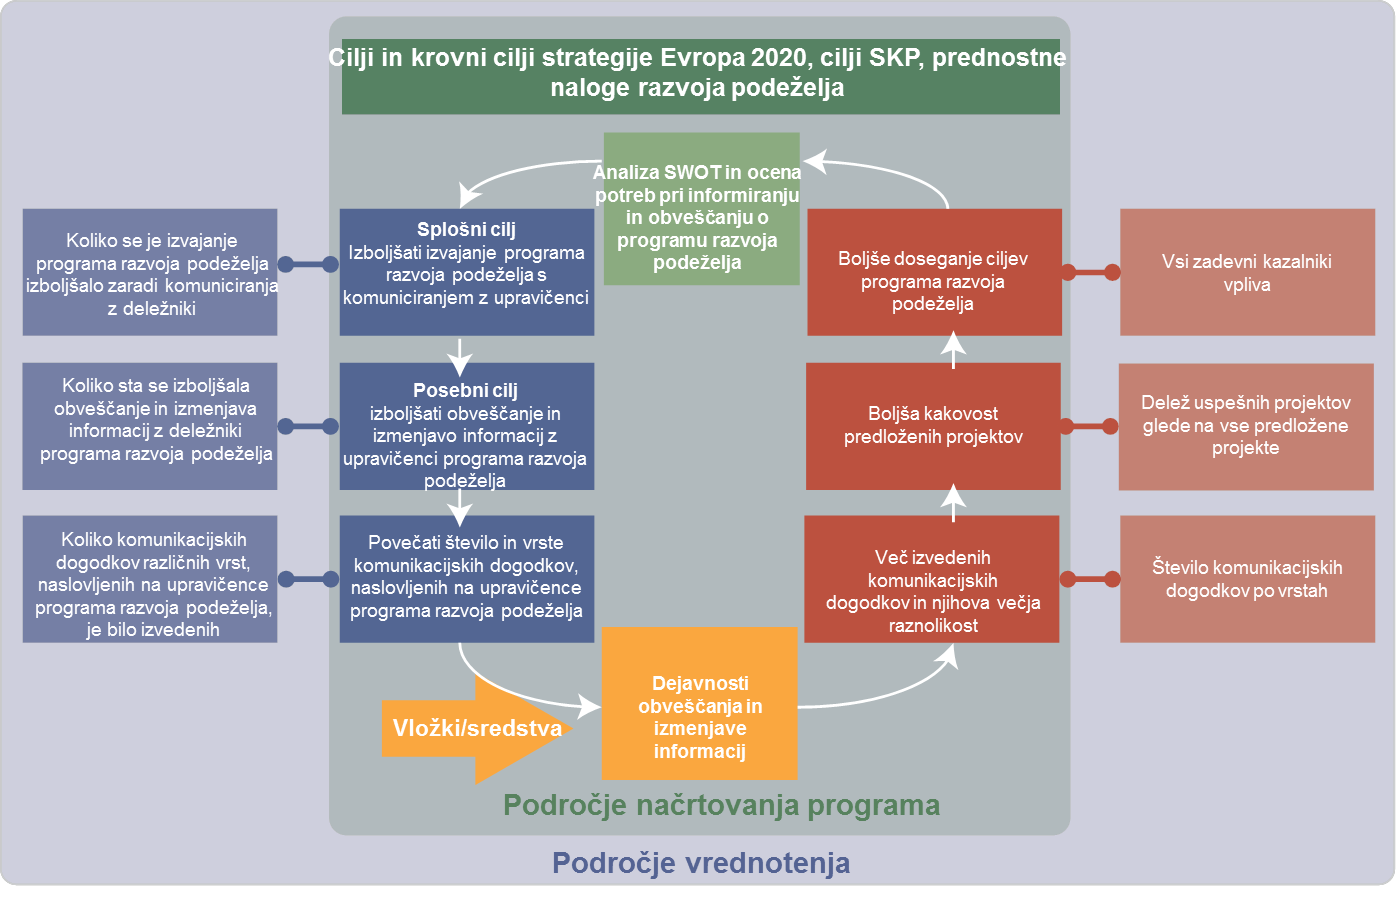 Cilji in krovni cilji strategije Evropa 2020, cilji SKP, prednostne
naloge razvoja podeželja
Analiza SWOT in ocena
potreb pri informiranju
in obveščanju o
programu razvoja
podeželja
Koliko se je izvajanje
programa razvoja podeželja
izboljšalo zaradi komuniciranja
z deležniki
Splošni cilj
Izboljšati izvajanje programa
razvoja podeželja s
komuniciranjem z upravičenci
Boljše doseganje ciljev
programa razvoja
podeželja
Vsi zadevni kazalniki
vpliva
Koliko sta se izboljšala
obveščanje in izmenjava
informacij z deležniki
programa razvoja podeželja
Posebni cilj
izboljšati obveščanje in
izmenjavo informacij z
upravičenci programa razvoja
podeželja
Boljša kakovost
predloženih projektov
Delež uspešnih projektov
glede na vse predložene
projekte
Koliko komunikacijskih
dogodkov različnih vrst,
naslovljenih na upravičence
programa razvoja podeželja,
je bilo izvedenih
Povečati število in vrste
komunikacijskih dogodkov,
naslovljenih na upravičence
programa razvoja podeželja
Več izvedenih
komunikacijskih
dogodkov in njihova večja
raznolikost
Število komunikacijskih
dogodkov po vrstah
Vložki/sredstva
Dejavnosti
obveščanja in
izmenjave
informacij
Področje načrtovanja programa
Področje vrednotenja